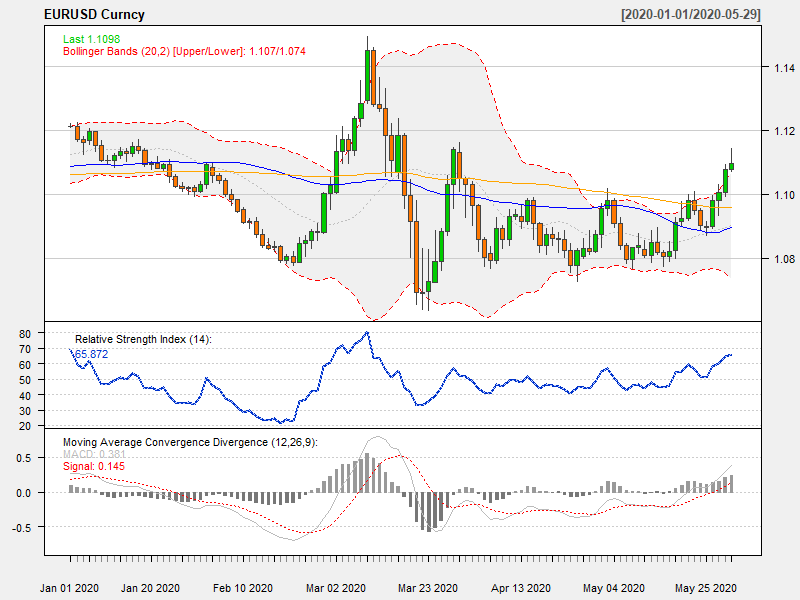 EURUSD Curncy [2020-01-01/2020-05-29]
Last 1.1098
Bollinger Bands (20,2) [Upper/Lower]: 1.107/1.074
1.14
1.12
1.10
1.08
Relative Strength Index (14):
65.872
80
70
60
50
40
30
20
Moving Average Convergence Divergence (12,26,9):
MACD: 0.381
Signal: 0.145
0.5
0.0
-0.5
Jan 01 2020 Jan 20 2020 Feb 10 2020 Mar 02 2020 Mar 23 2020 Apr 13 2020 May 04 2020 May 25 2020